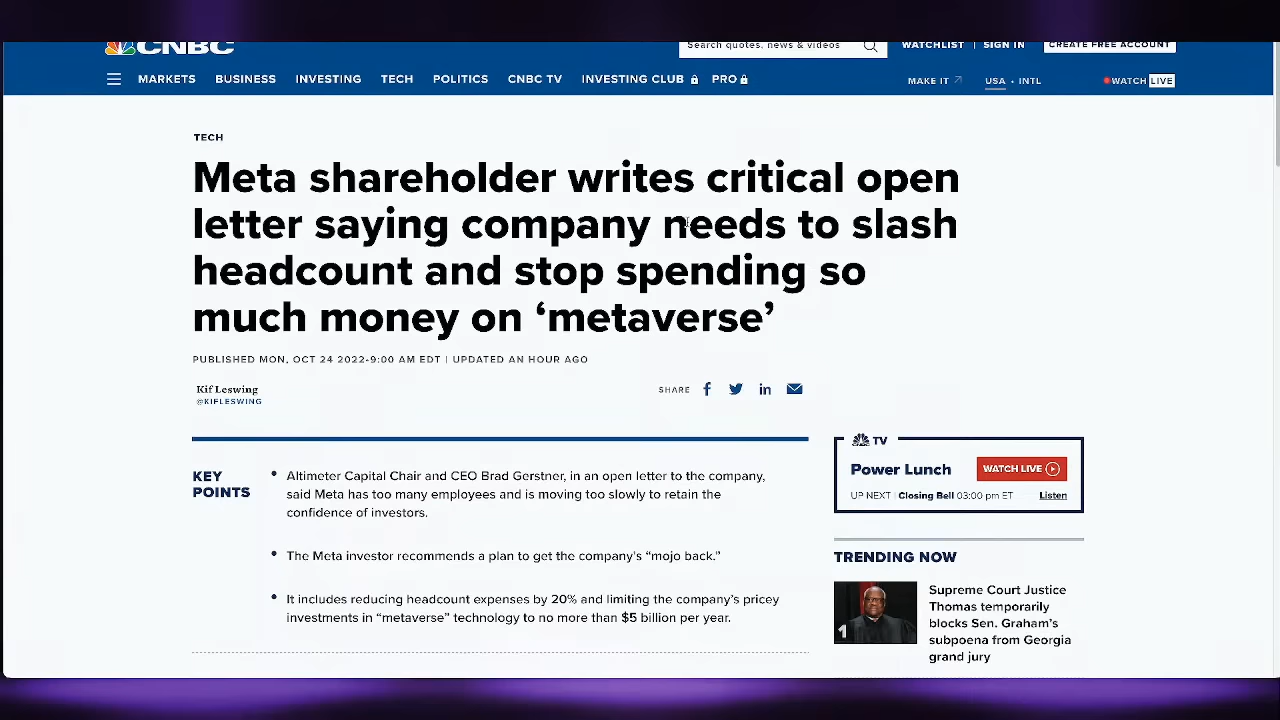 CNBC
Search quotes, news & videos
WATCHLIST
SIGN IN
CREATE FREE ACCOUNT
MARKETS
BUSINESS
INVESTING
TECH
POLITICS
CNBC TV
INVESTING CLUB
PRO
MAKE IT
USA • INTL
WATCH LIVE
TECH
Meta shareholder writes critical open
letter saying company needs to slash
headcount and stop spending so
much money on ‘metaverse’
PUBLISHED MON, OCT 24 2022•9:00 AM EDT | UPDATED AN HOUR AGO
Kif Leswing
@KIFLESWING
SHARE
KEY
POINTS
• Altimeter Capital Chair and CEO Brad Gerstner, in an open letter to the company,
said Meta has too many employees and is moving too slowly to retain the
confidence of investors.
• The Meta investor recommends a plan to get the company's “mojo back.”
• It includes reducing headcount expenses by 20% and limiting the company’s pricey
investments in “metaverse” technology to no more than $5 billion per year.
TV
Power Lunch
WATCH LIVE
UP NEXT | Closing Bell 03:00 pm ET
Listen
TRENDING NOW
1
Supreme Court Justice
Thomas temporarily
blocks Sen. Graham’s
subpoena from Georgia
grand jury